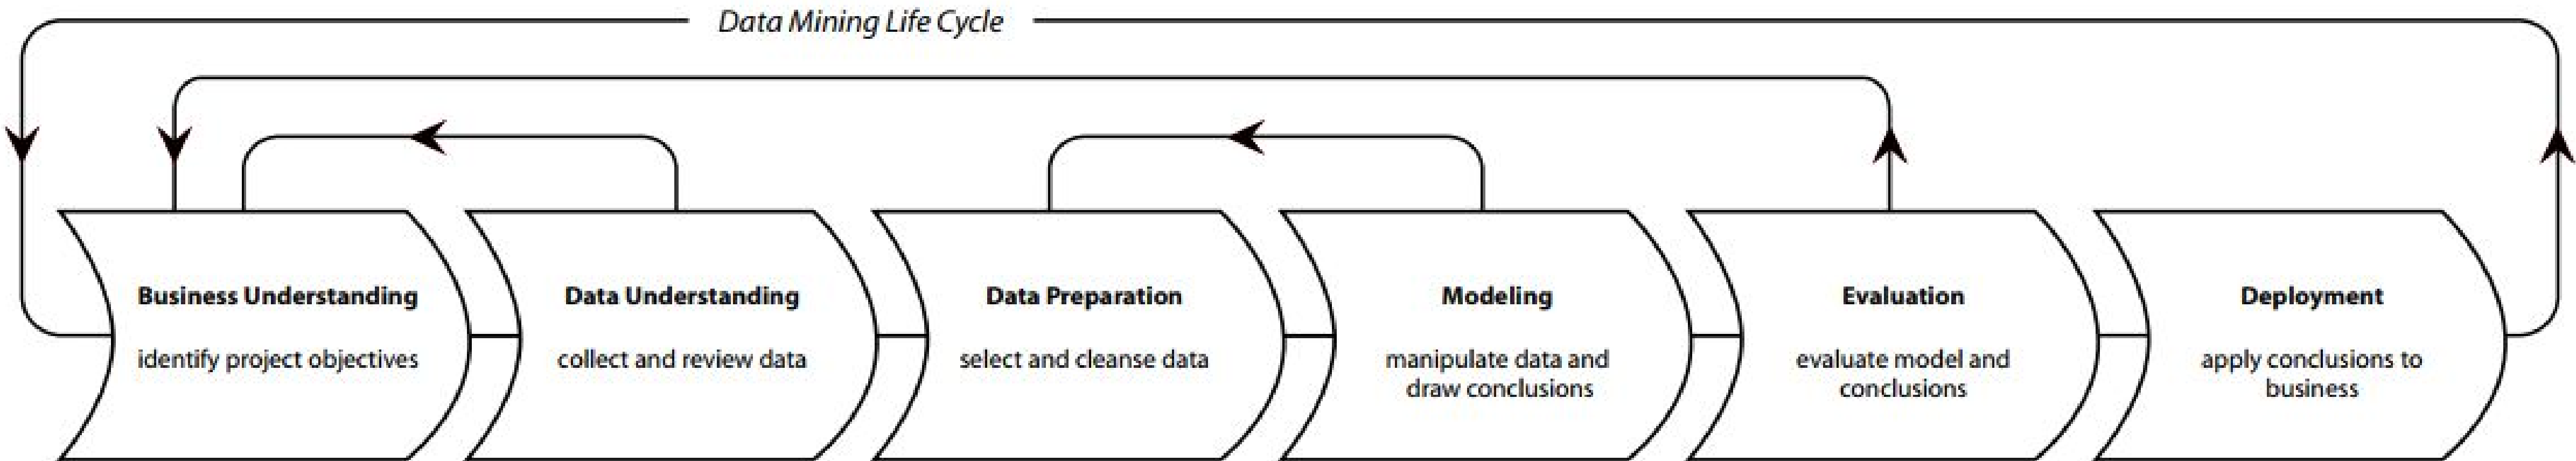 Data Mining Life Cycle
Business Understanding
identify project objectives
Data Understanding
collect and review data
Data Preparation
select and cleanse data
Modeling
manipulate data and
draw conclusions
Evaluation
evaluate model and
conclusions
Deployment
apply conclusions to
business